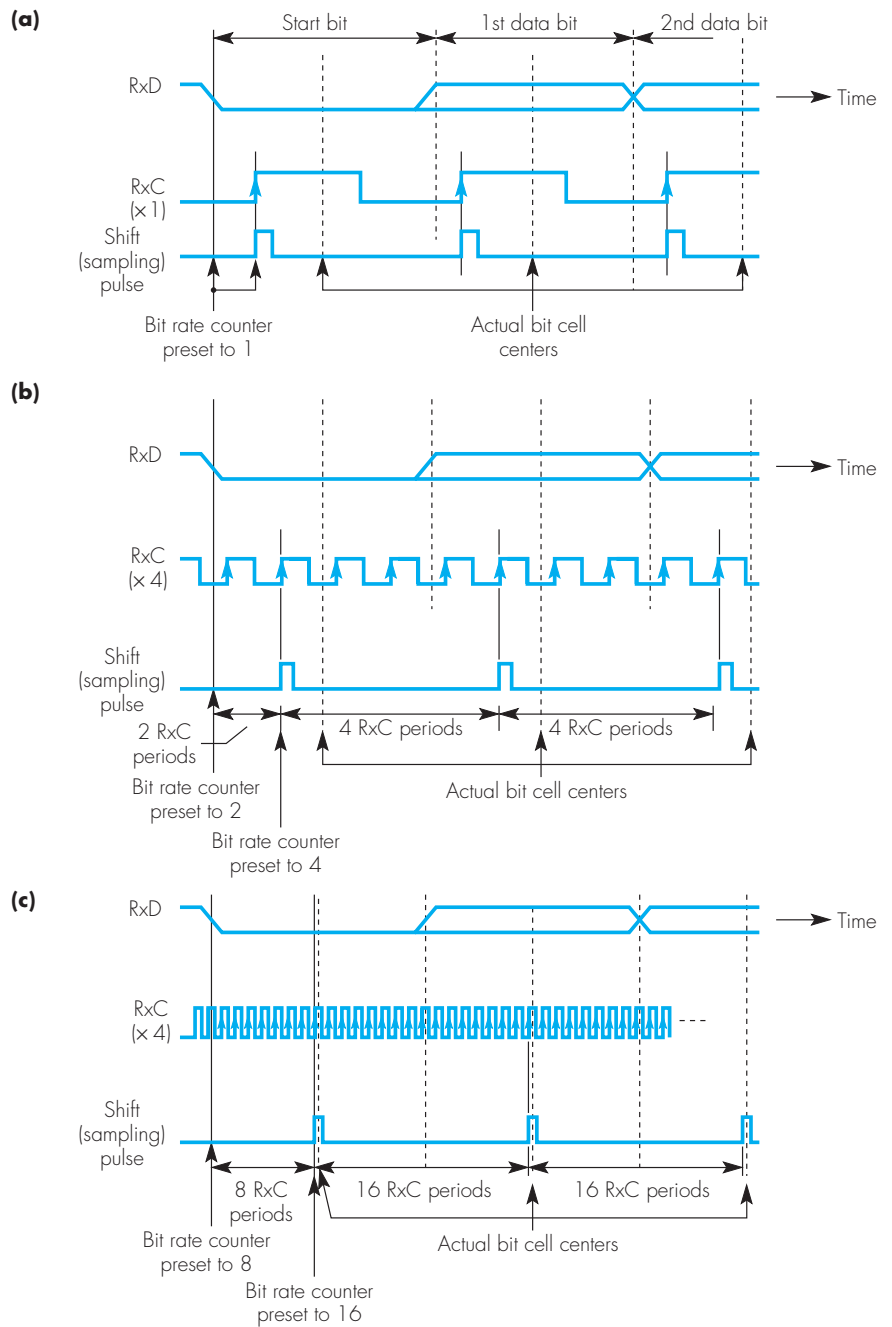 (a)
Start bit
1st data bit
2nd data bit
RxD
Time
RxC
(× 1)
Shift
(sampling)
pulse
Bit rate counter
preset to 1
Actual bit cell
centers
(b)
RxD
Time
RxC
(× 4)
Shift
(sampling)
pulse
2 RxC
periods
4 RxC periods
4 RxC periods
Bit rate counter
preset to 2
Actual bit cell centers
Bit rate counter
preset to 4
(c)
RxD
Time
RxC
(× 4)
Shift
(sampling)
pulse
8 RxC
periods
16 RxC periods
16 RxC periods
Bit rate counter
preset to 8
Actual bit cell centers
Bit rate counter
preset to 16